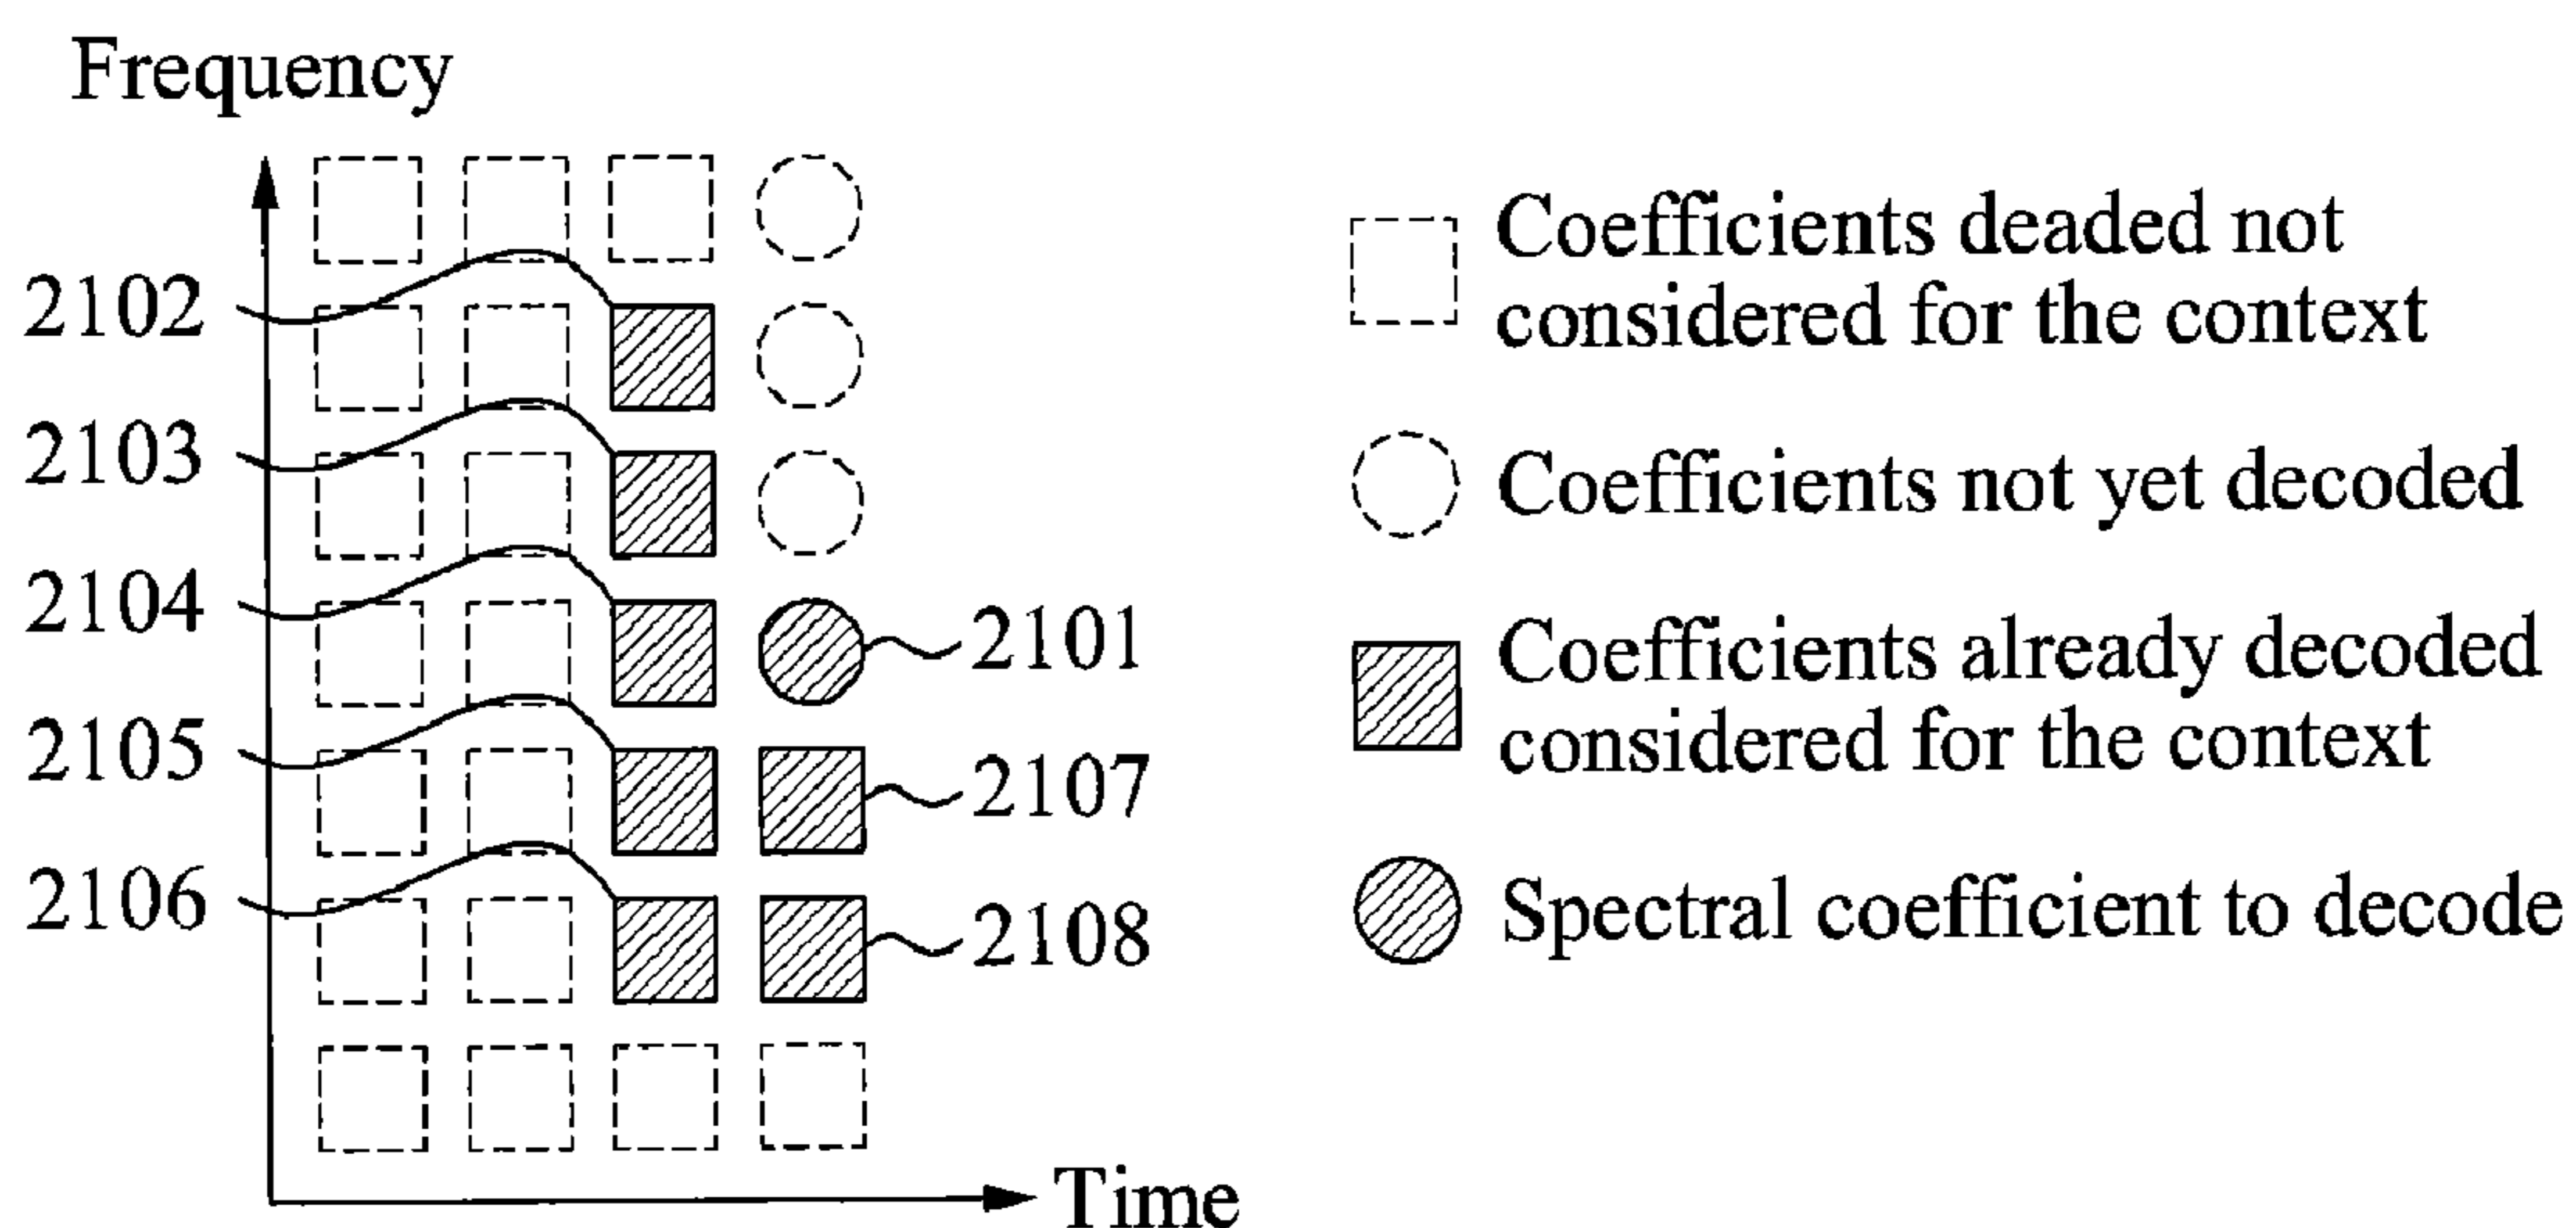 Frequency
2102
2103
2104
2105
2106
2101
2107
2108
Time
Coefficients deaded not
considered for the context
Coefficients not yet decoded
Coefficients already decoded
considered for the context
Spectral coefficient to decode